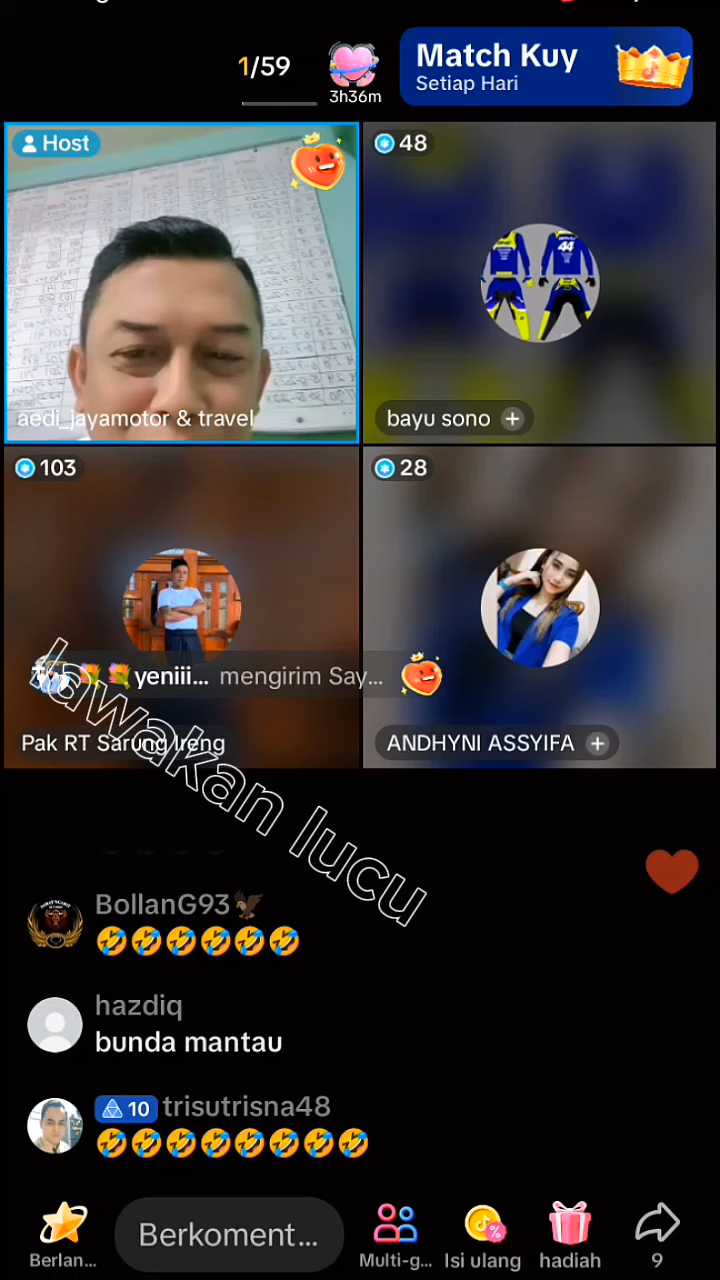 1/59
3h36m
Match Kuy
Setiap Hari
Host
48
44
aedi_jayamotor & travel
bayu sono +
103
28
yeniii... mengirim Say...
Pak RT Sarung Ireng
ANDHYNI ASSYIFA +
lawakan lucu
BollanG93🦅
🤣🤣🤣🤣🤣🤣
hazdiq
bunda mantau
10 trisutrisna48
🤣🤣🤣🤣🤣🤣🤣🤣
Berlan...
Berkoment...
Multi-g...
Isi ulang
hadiah
9